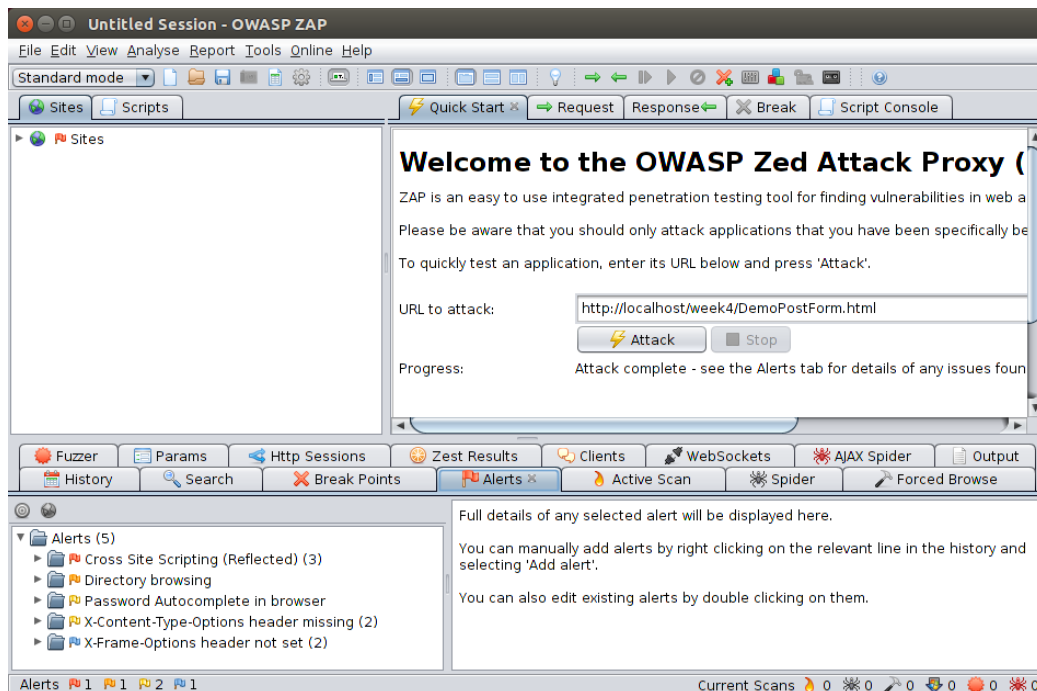 Untitled Session - OWASP ZAP
File Edit View Analyse Report Tools Online Help
Standard mode
Sites Scripts
Quick Start Request Response Break Script Console
Sites
Welcome to the OWASP Zed Attack Proxy (
ZAP is an easy to use integrated penetration testing tool for finding vulnerabilities in web a
Please be aware that you should only attack applications that you have been specifically be
To quickly test an application, enter its URL below and press 'Attack'.
URL to attack: http://localhost/week4/DemoPostForm.html
Attack Stop
Progress: Attack complete - see the Alerts tab for details of any issues foun
Fuzzer Params Http Sessions Zest Results Clients WebSockets AJAX Spider Output
History Search Break Points Alerts Active Scan Spider Forced Browse
Alerts (5)
Cross Site Scripting (Reflected) (3)
Directory browsing
Password Autocomplete in browser
X-Content-Type-Options header missing (2)
X-Frame-Options header not set (2)
Full details of any selected alert will be displayed here.
You can manually add alerts by right clicking on the relevant line in the history and
selecting 'Add alert'.
You can also edit existing alerts by double clicking on them.
Alerts 1 1 2 1 Current Scans 0 0 0 0 0 0